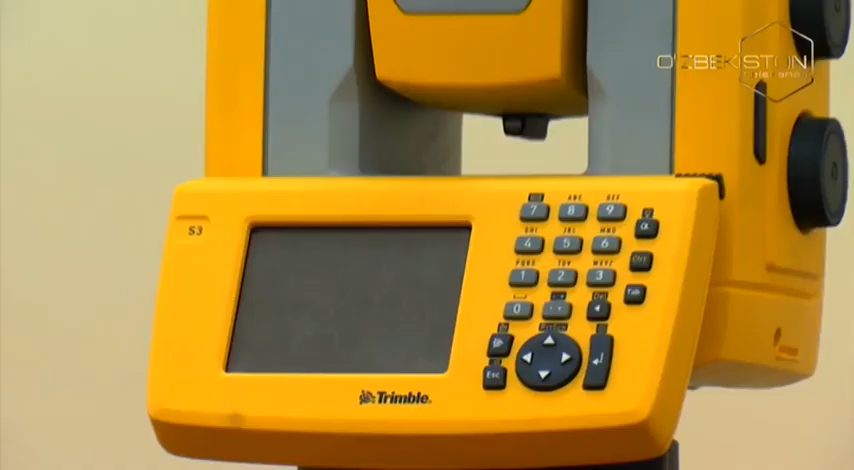 O'ZBEKISTON
telekanali
S3
ABC DEF
7 8 9
GHI JKL MNO
4 5 6 α
PQRS TUV WXYZ
1 2 3 Ctrl
0 . Tab
Esc
Trimble